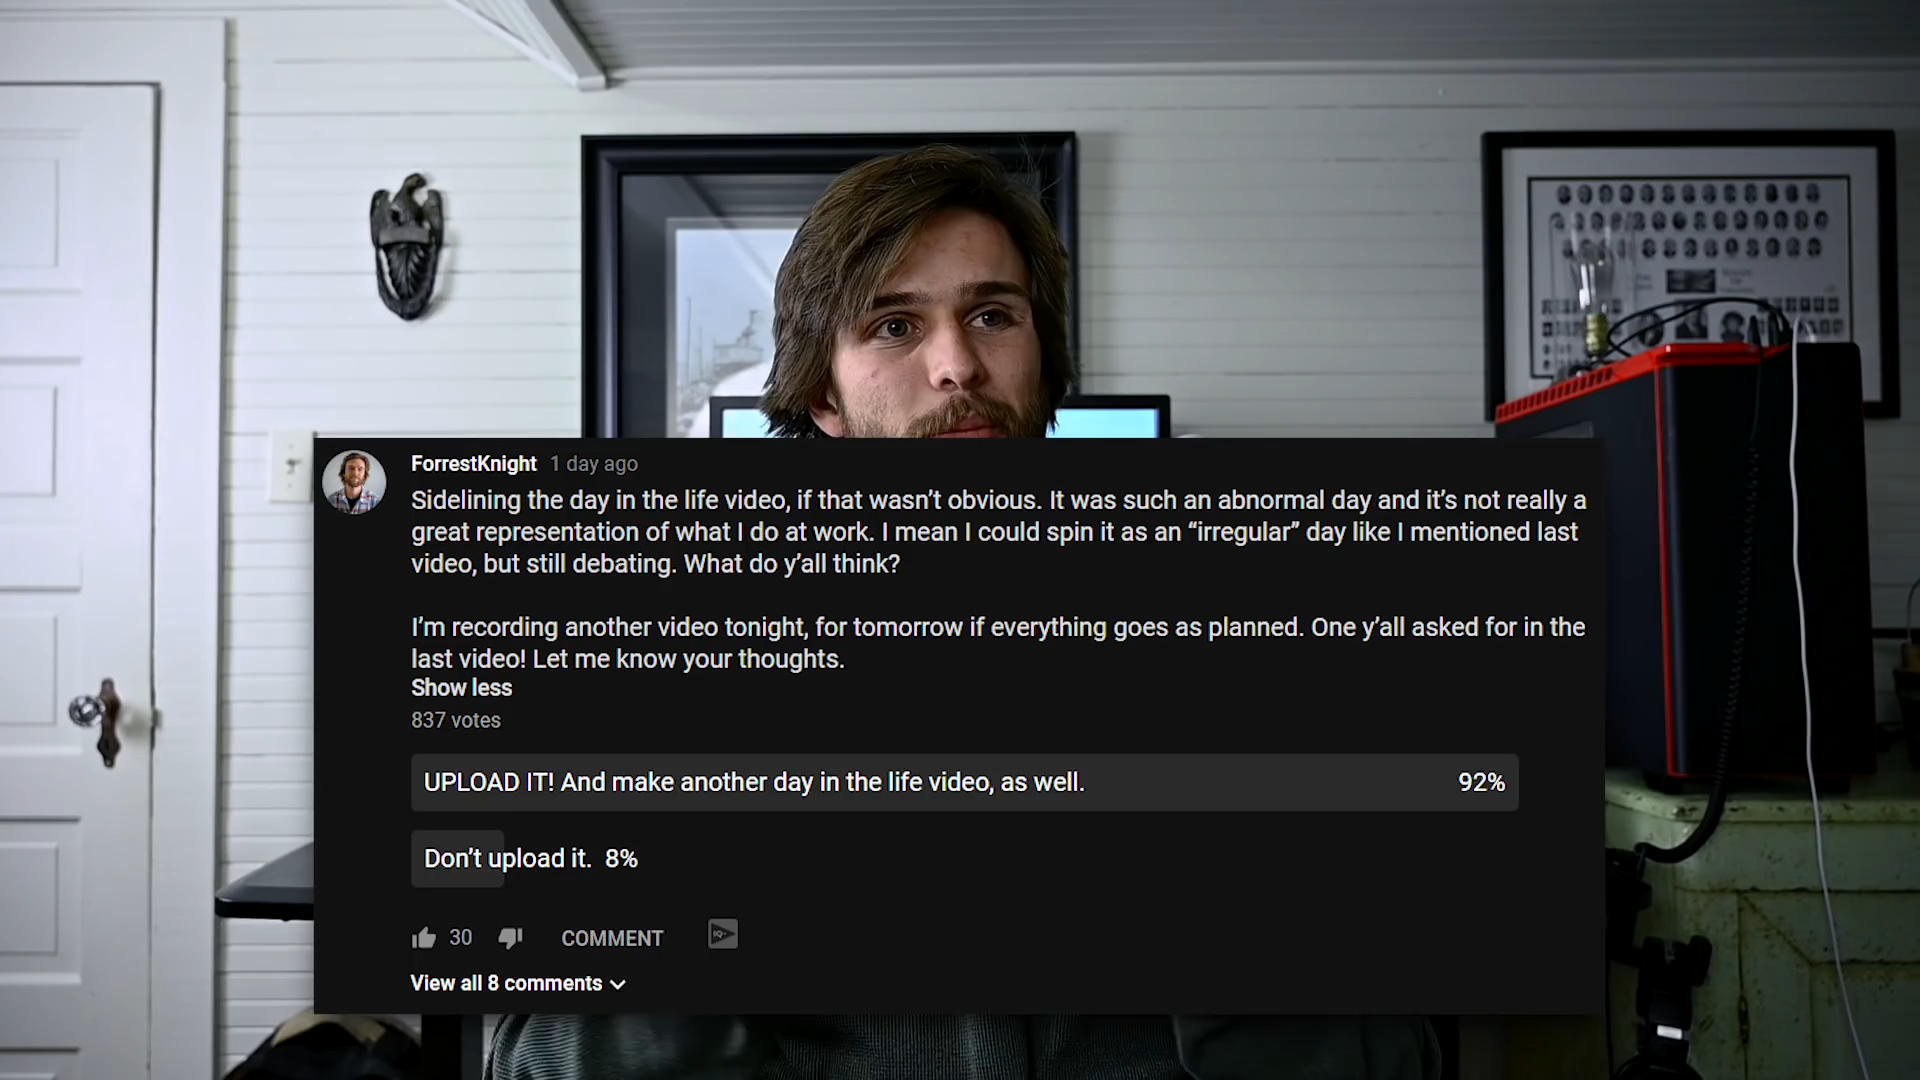 ForrestKnight 1 day ago
Sidelining the day in the life video, if that wasn’t obvious. It was such an abnormal day and it’s not really a
great representation of what I do at work. I mean I could spin it as an “irregular” day like I mentioned last
video, but still debating. What do y’all think?
I’m recording another video tonight, for tomorrow if everything goes as planned. One y’all asked for in the
last video! Let me know your thoughts.
Show less
837 votes
UPLOAD IT! And make another day in the life video, as well. 92%
Don’t upload it. 8%
30 COMMENT
View all 8 comments